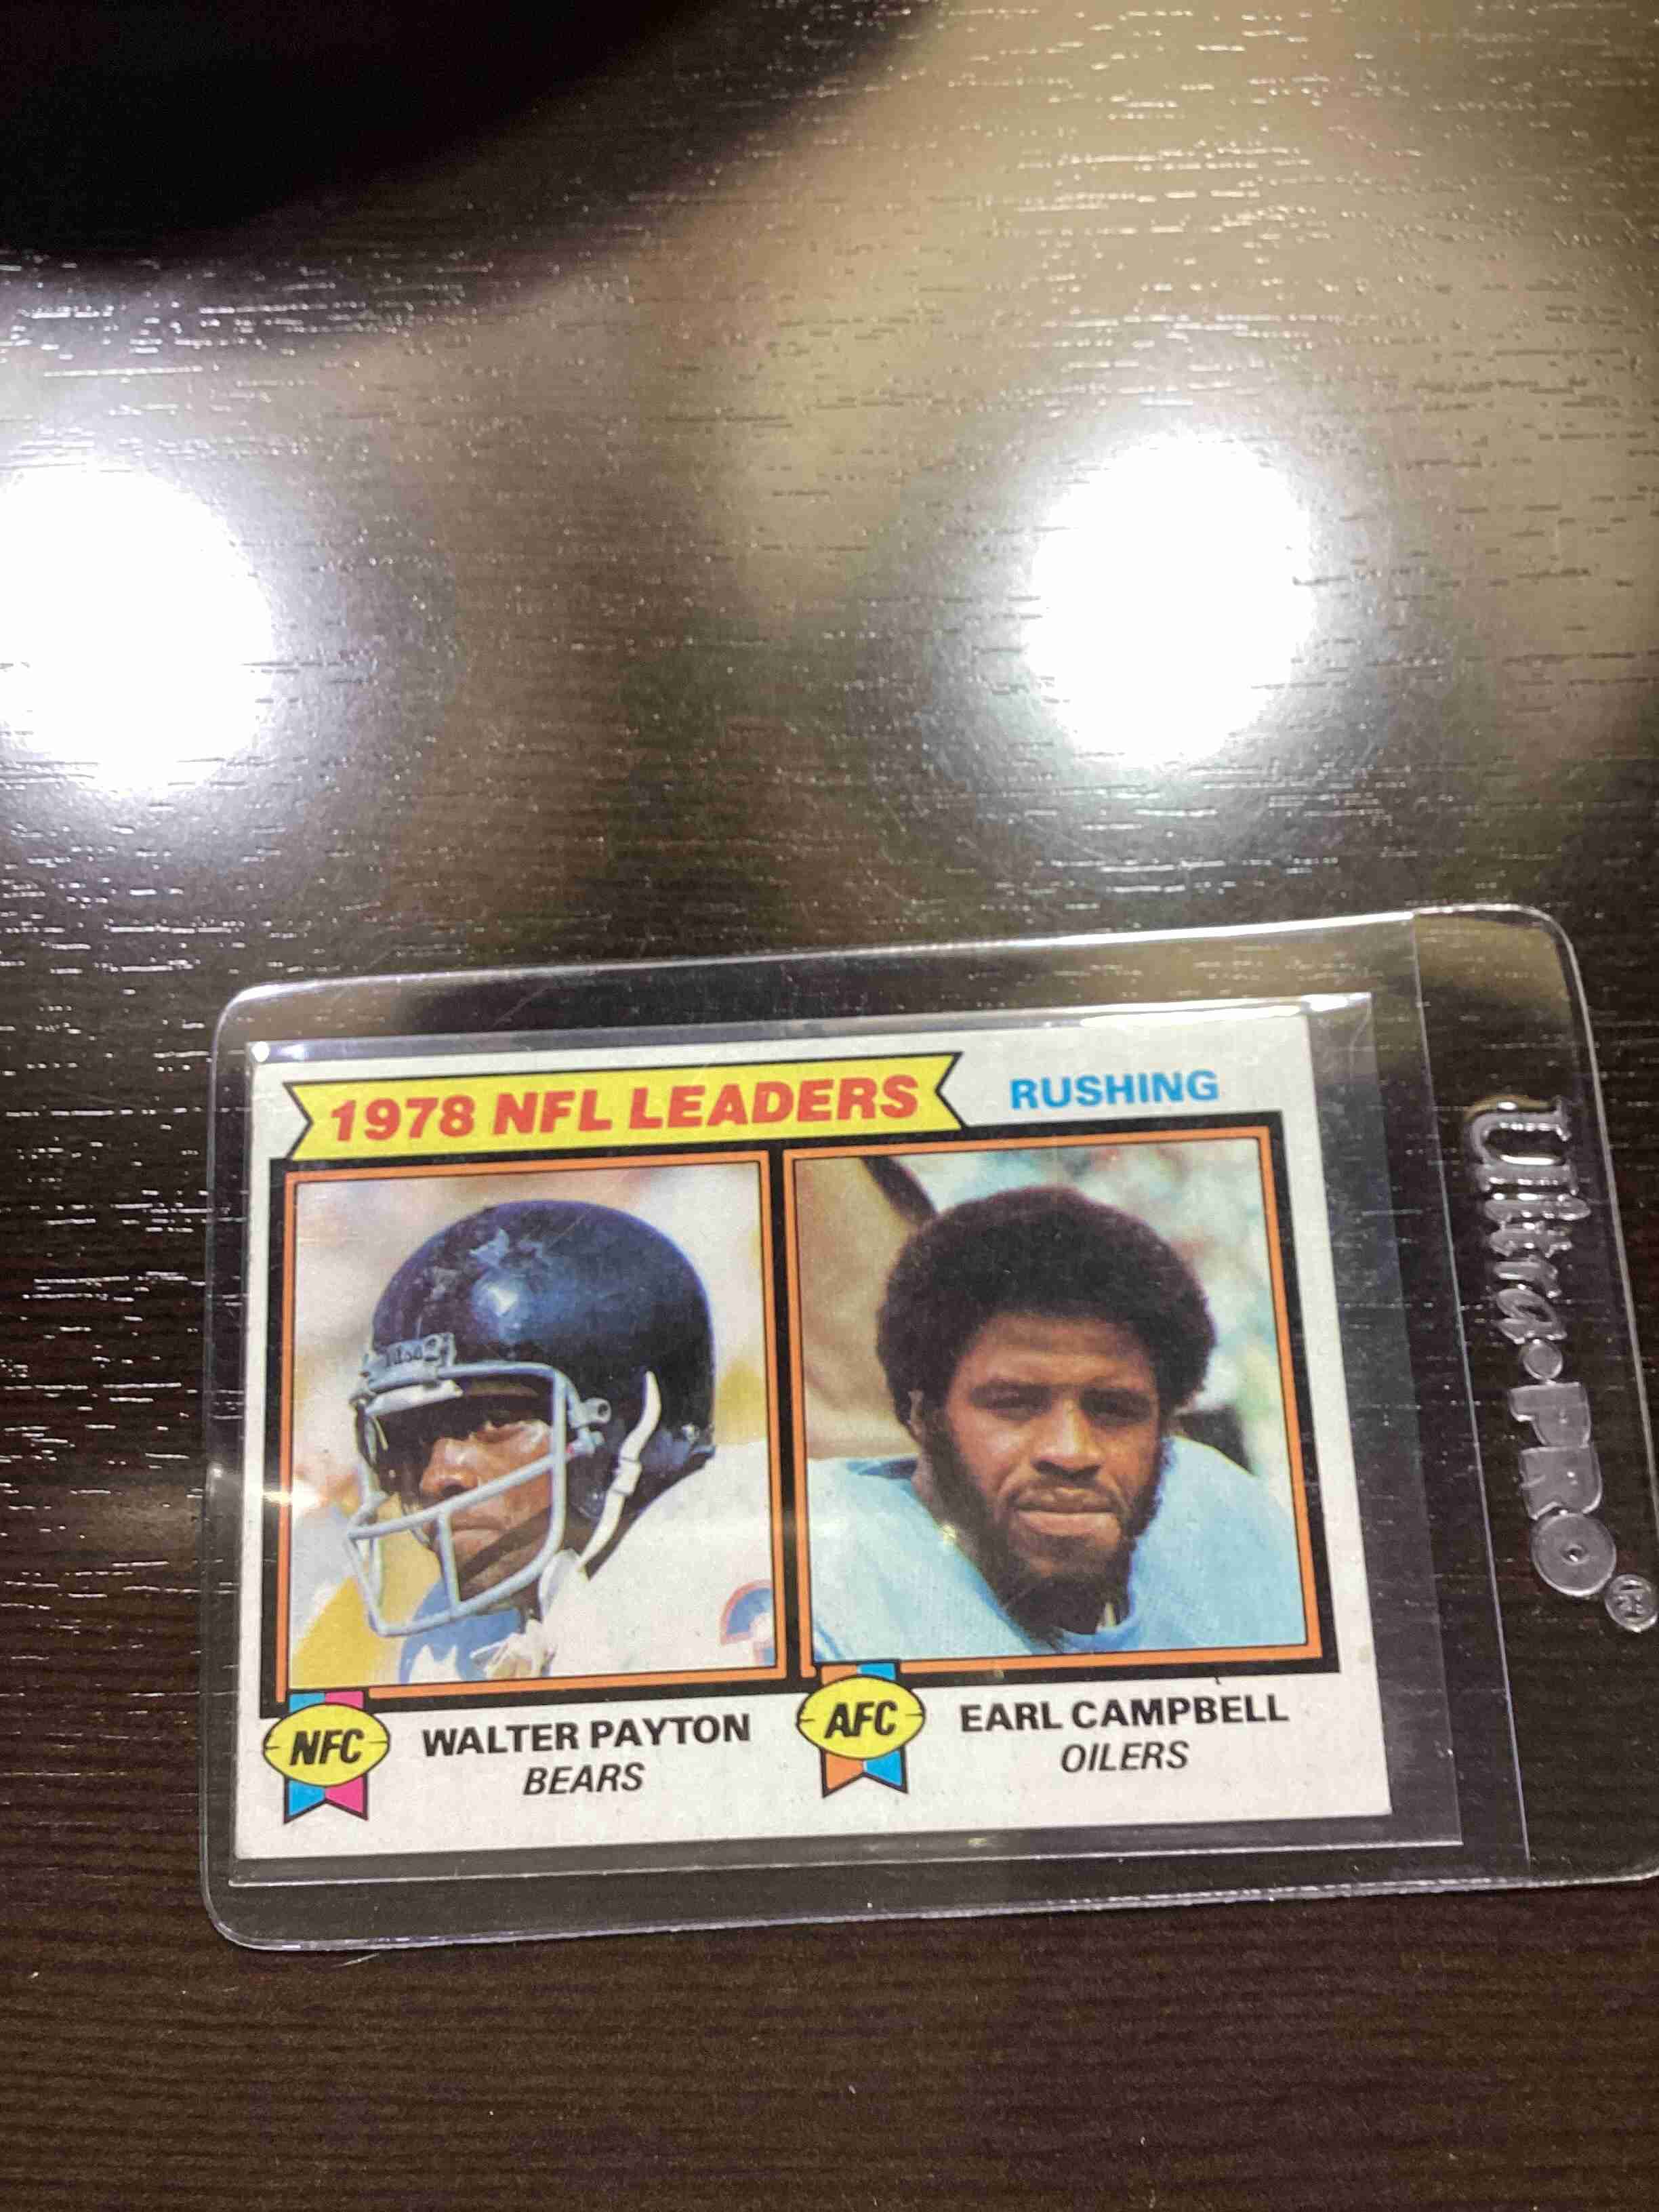 1978 NFL LEADERS
RUSHING
NFC
WALTER PAYTON
BEARS
AFC
EARL CAMPBELL
OILERS
Ultra•PRO®